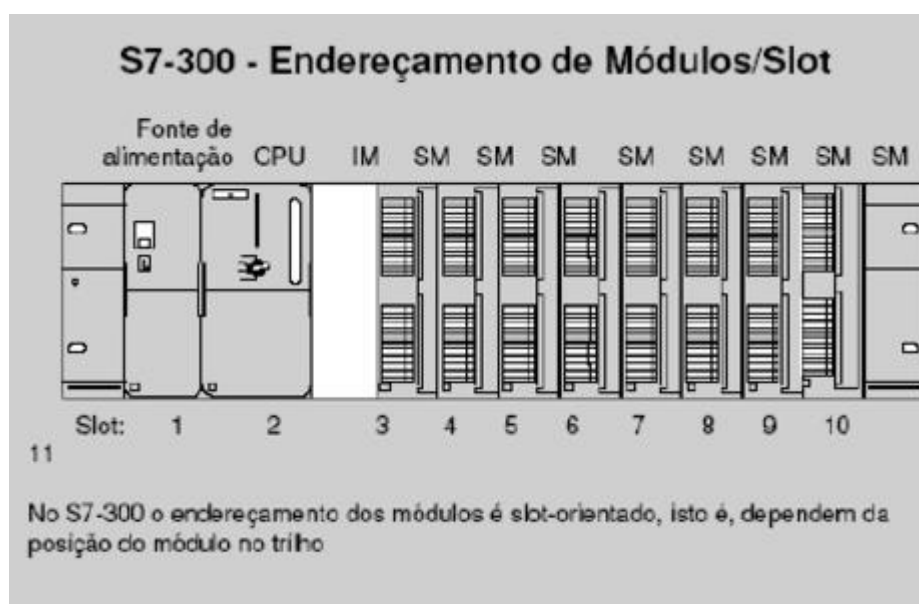 S7-300 - Endereçamento de Módulos/Slot
Fonte de
alimentação CPU IM SM SM SM SM SM SM SM SM
Slot: 1 2 3 4 5 6 7 8 9 10
11
No S7-300 o endereçamento dos módulos é slot-orientado, isto é, dependem da
posição do módulo no trilho